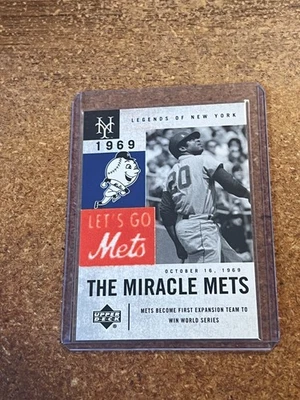 NY
LEGENDS OF NEW YORK
1969
20
LET'S GO
Mets
OCTOBER 16, 1969
THE MIRACLE METS
UPPER
DECK
METS BECOME FIRST EXPANSION TEAM TO
WIN WORLD SERIES